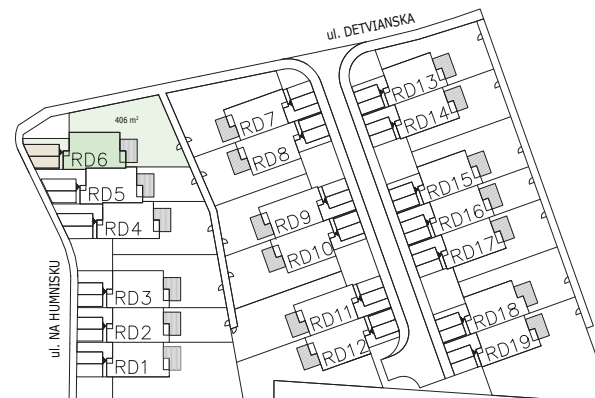 ul. DETVIANSKA
406 m²
RD13
RD7
RD14
RD6
RD8
RD5
RD15
RD4
RD9
RD16
RD10
RD17
ul. NA HUMNISKU
RD3
RD11
RD18
RD2
RD12
RD19
RD1